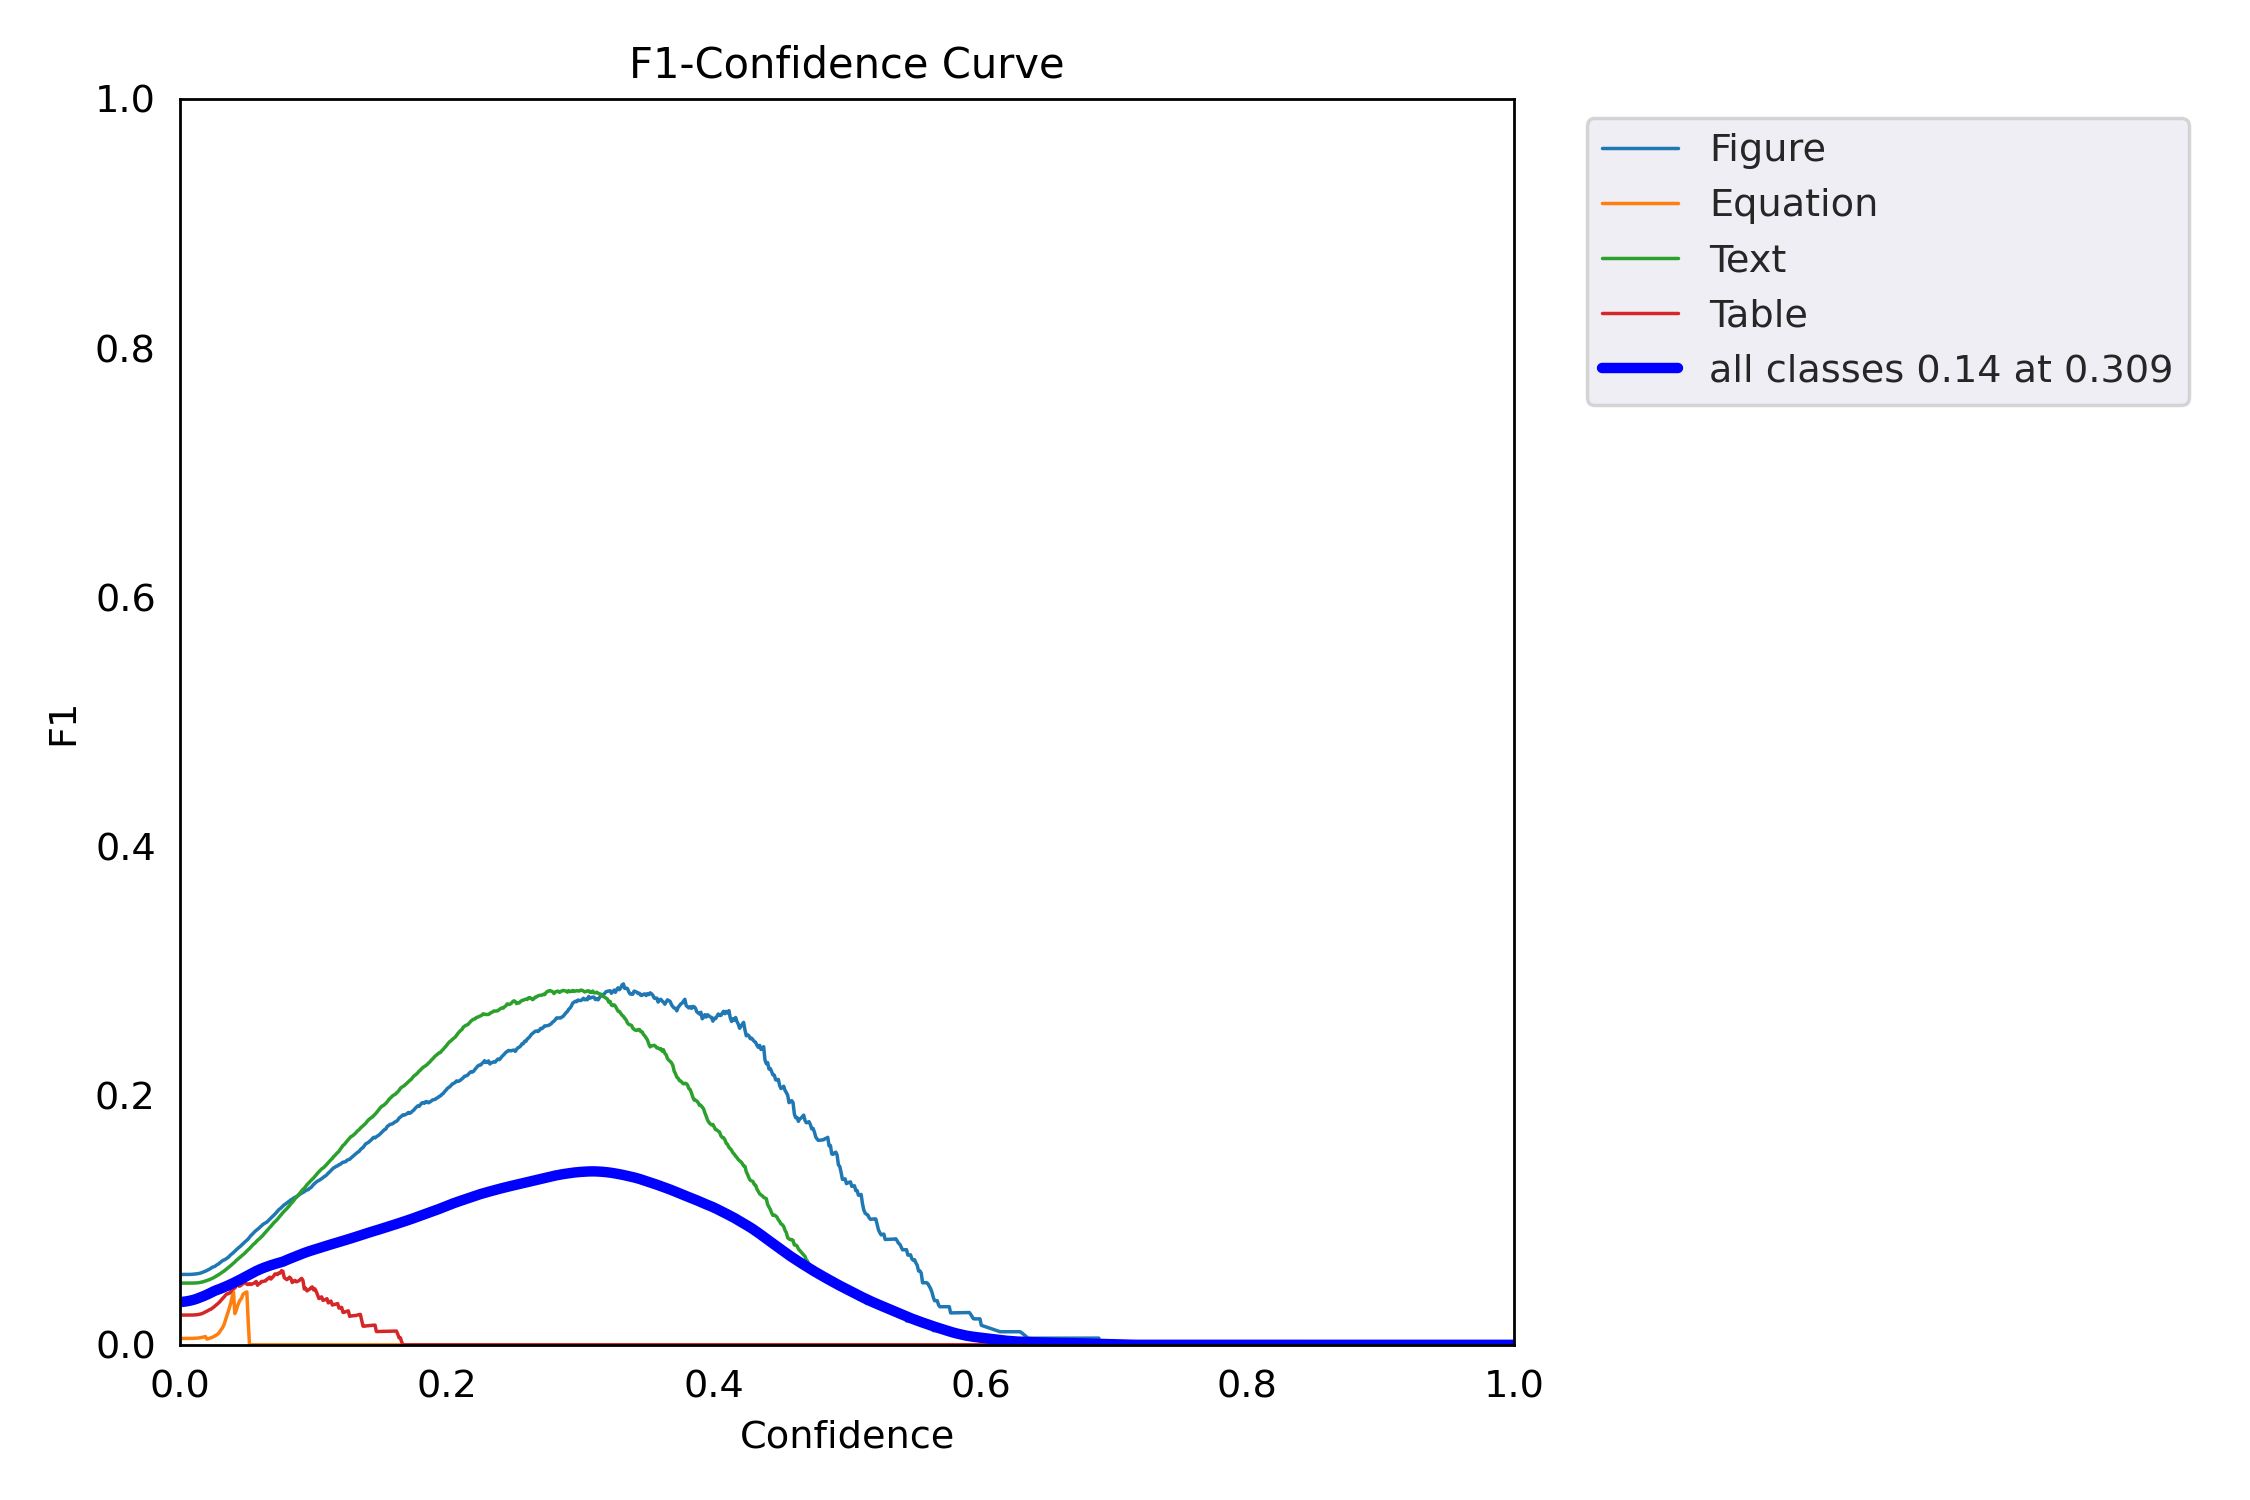 F1-Confidence Curve
1.0
0.8
0.6
0.4
0.2
0.0
F1
0.0 0.2 0.4 0.6 0.8 1.0
Confidence
Figure
Equation
Text
Table
all classes 0.14 at 0.309